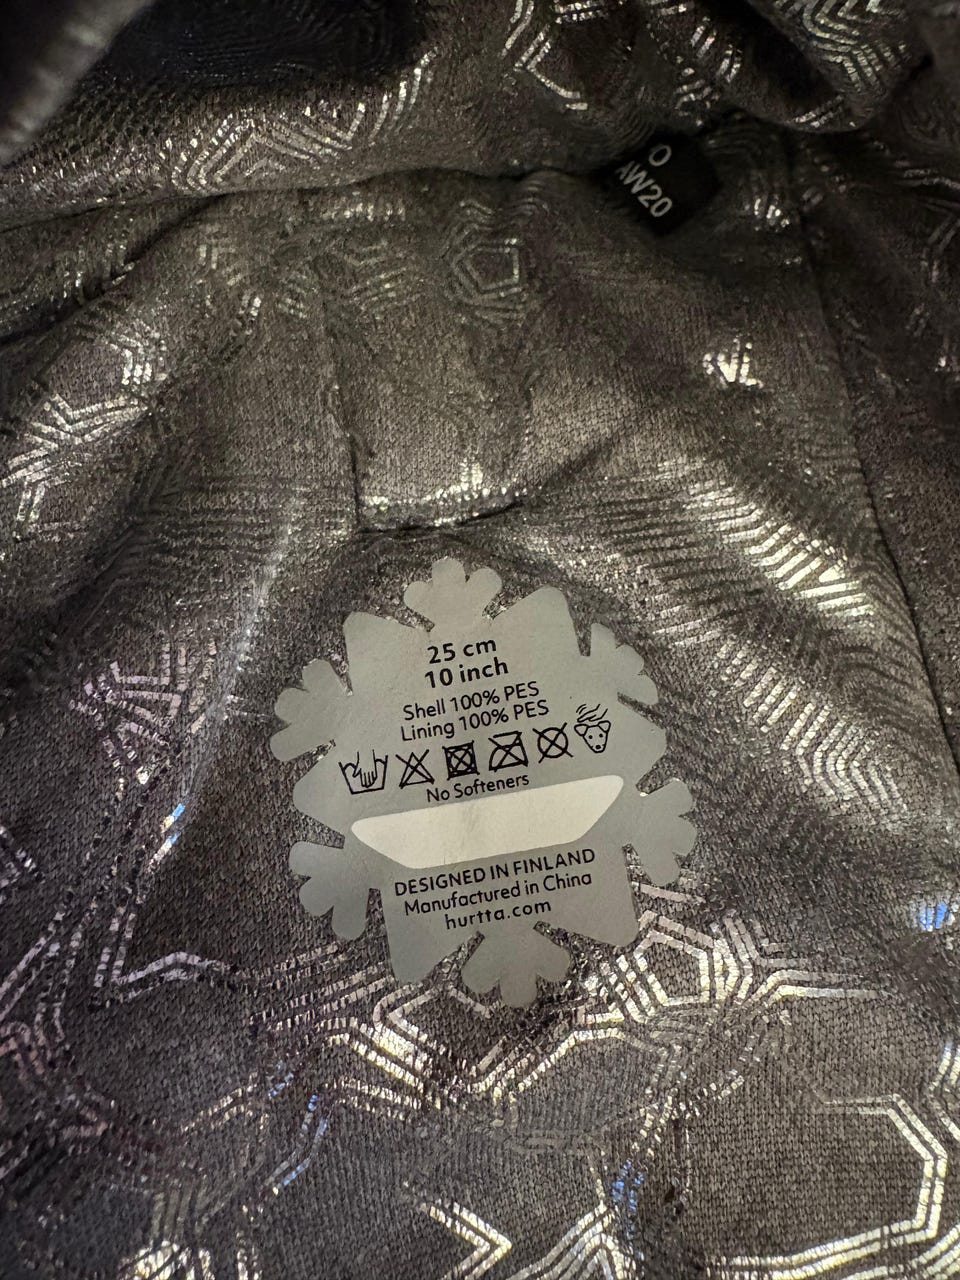 O
AW20
25 cm
10 inch
Shell 100% PES
Lining 100% PES
No Softeners
DESIGNED IN FINLAND
Manufactured in China
hurtta.com